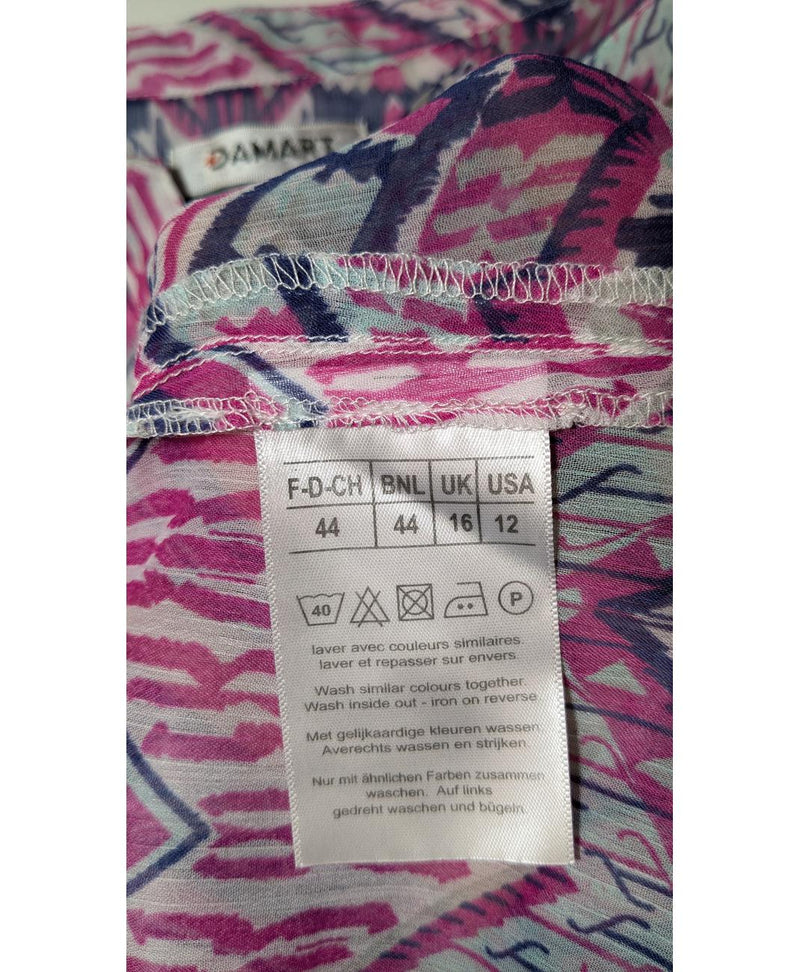 DAMART
F-D-CH BNL UK USA
44 44 16 12
40 P
laver avec couleurs similaires.
laver et repasser sur envers.
Wash similar colours together.
Wash inside out - iron on reverse
Met gelijkaardige kleuren wassen.
Averechts wassen en strijken.
Nur mit ähnlichen Farben zusammen
waschen. Auf links
gedreht waschen und bügeln.